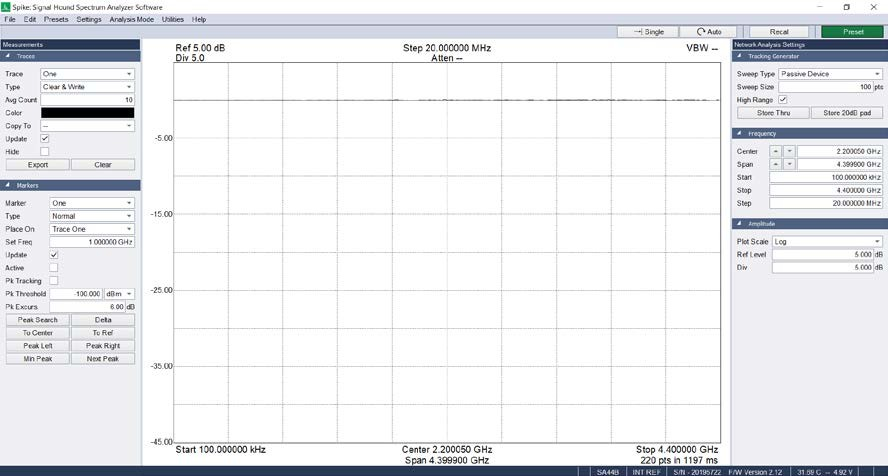 Spike: Signal Hound Spectrum Analyzer Software
File Edit Presets Settings Analysis Mode Utilities Help
Single Auto Recal Preset
Measurements
Traces
Trace One
Type Clear & Write
Avg Count 10
Color
Copy To --
Update
Hide
Export Clear
Markers
Marker One
Type Normal
Place On Trace One
Set Freq 1.000000 GHz
Update
Active
Pk Tracking
Pk Threshold -100.000 dBm
Pk Excurs 6.00 dB
Peak Search Delta
To Center To Ref
Peak Left Peak Right
Min Peak Next Peak
Ref 5.00 dB Step 20.000000 MHz VBW --
Div 5.0 Atten --
-5.00
-15.00
-25.00
-35.00
-45.00
Start 100.000000 kHz Center 2.200050 GHz Stop 4.400000 GHz
Span 4.399900 GHz 220 pts in 1197 ms
Network Analysis Settings
Tracking Generator
Sweep Type Passive Device
Sweep Size 100 pts
High Range
Store Thru Store 20dB pad
Frequency
Center 2.200050 GHz
Span 4.399900 GHz
Start 100.000000 kHz
Stop 4.400000 GHz
Step 20.000000 MHz
Amplitude
Plot Scale Log
Ref Level 5.000 dB
Div 5.000 dB
SA44B INT REF S/N - 20195722 F/W Version 2.12 31.69 C -- 4.92 V